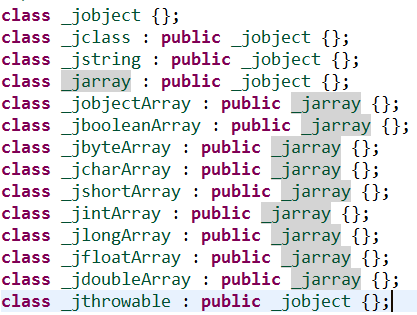 class _jobject {};
class _jclass : public _jobject {};
class _jstring : public _jobject {};
class _jarray : public _jobject {};
class _jobjectArray : public _jarray {};
class _jbooleanArray : public _jarray {};
class _jbyteArray : public _jarray {};
class _jcharArray : public _jarray {};
class _jshortArray : public _jarray {};
class _jintArray : public _jarray {};
class _jlongArray : public _jarray {};
class _jfloatArray : public _jarray {};
class _jdoubleArray : public _jarray {};
class _jthrowable : public _jobject {};